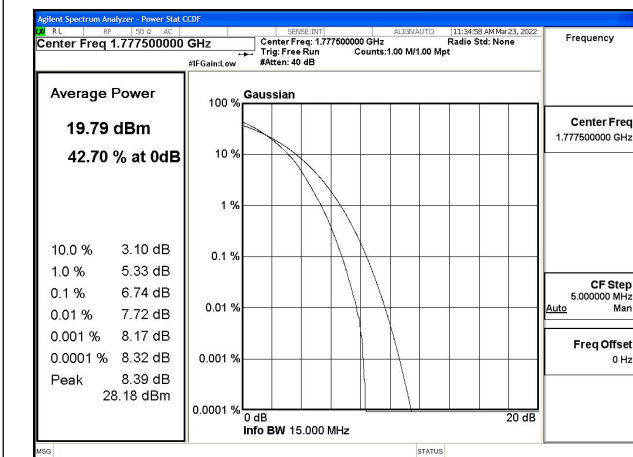 Agilent Spectrum Analyzer - Power Stat CCDF
RL RF 50 Ω AC SENSE:INT ALIGNAUTO 11:34:58 AM Mar 23, 2022
Center Freq 1.777500000 GHz
Center Freq: 1.777500000 GHz Radio Std: None
Trig: Free Run Counts:1.00 M/1.00 Mpt
#IFGain:Low #Atten: 40 dB
Frequency
Average Power
19.79 dBm
42.70 % at 0dB
10.0 % 3.10 dB
1.0 % 5.33 dB
0.1 % 6.74 dB
0.01 % 7.72 dB
0.001 % 8.17 dB
0.0001 % 8.32 dB
Peak 8.39 dB
28.18 dBm
Gaussian
100 %
10 %
1 %
0.1 %
0.01 %
0.001 %
0.0001 %
0 dB 20 dB
Info BW 15.000 MHz
Center Freq
1.777500000 GHz
CF Step
5.000000 MHz
Auto Man
Freq Offset
0 Hz
MSG STATUS